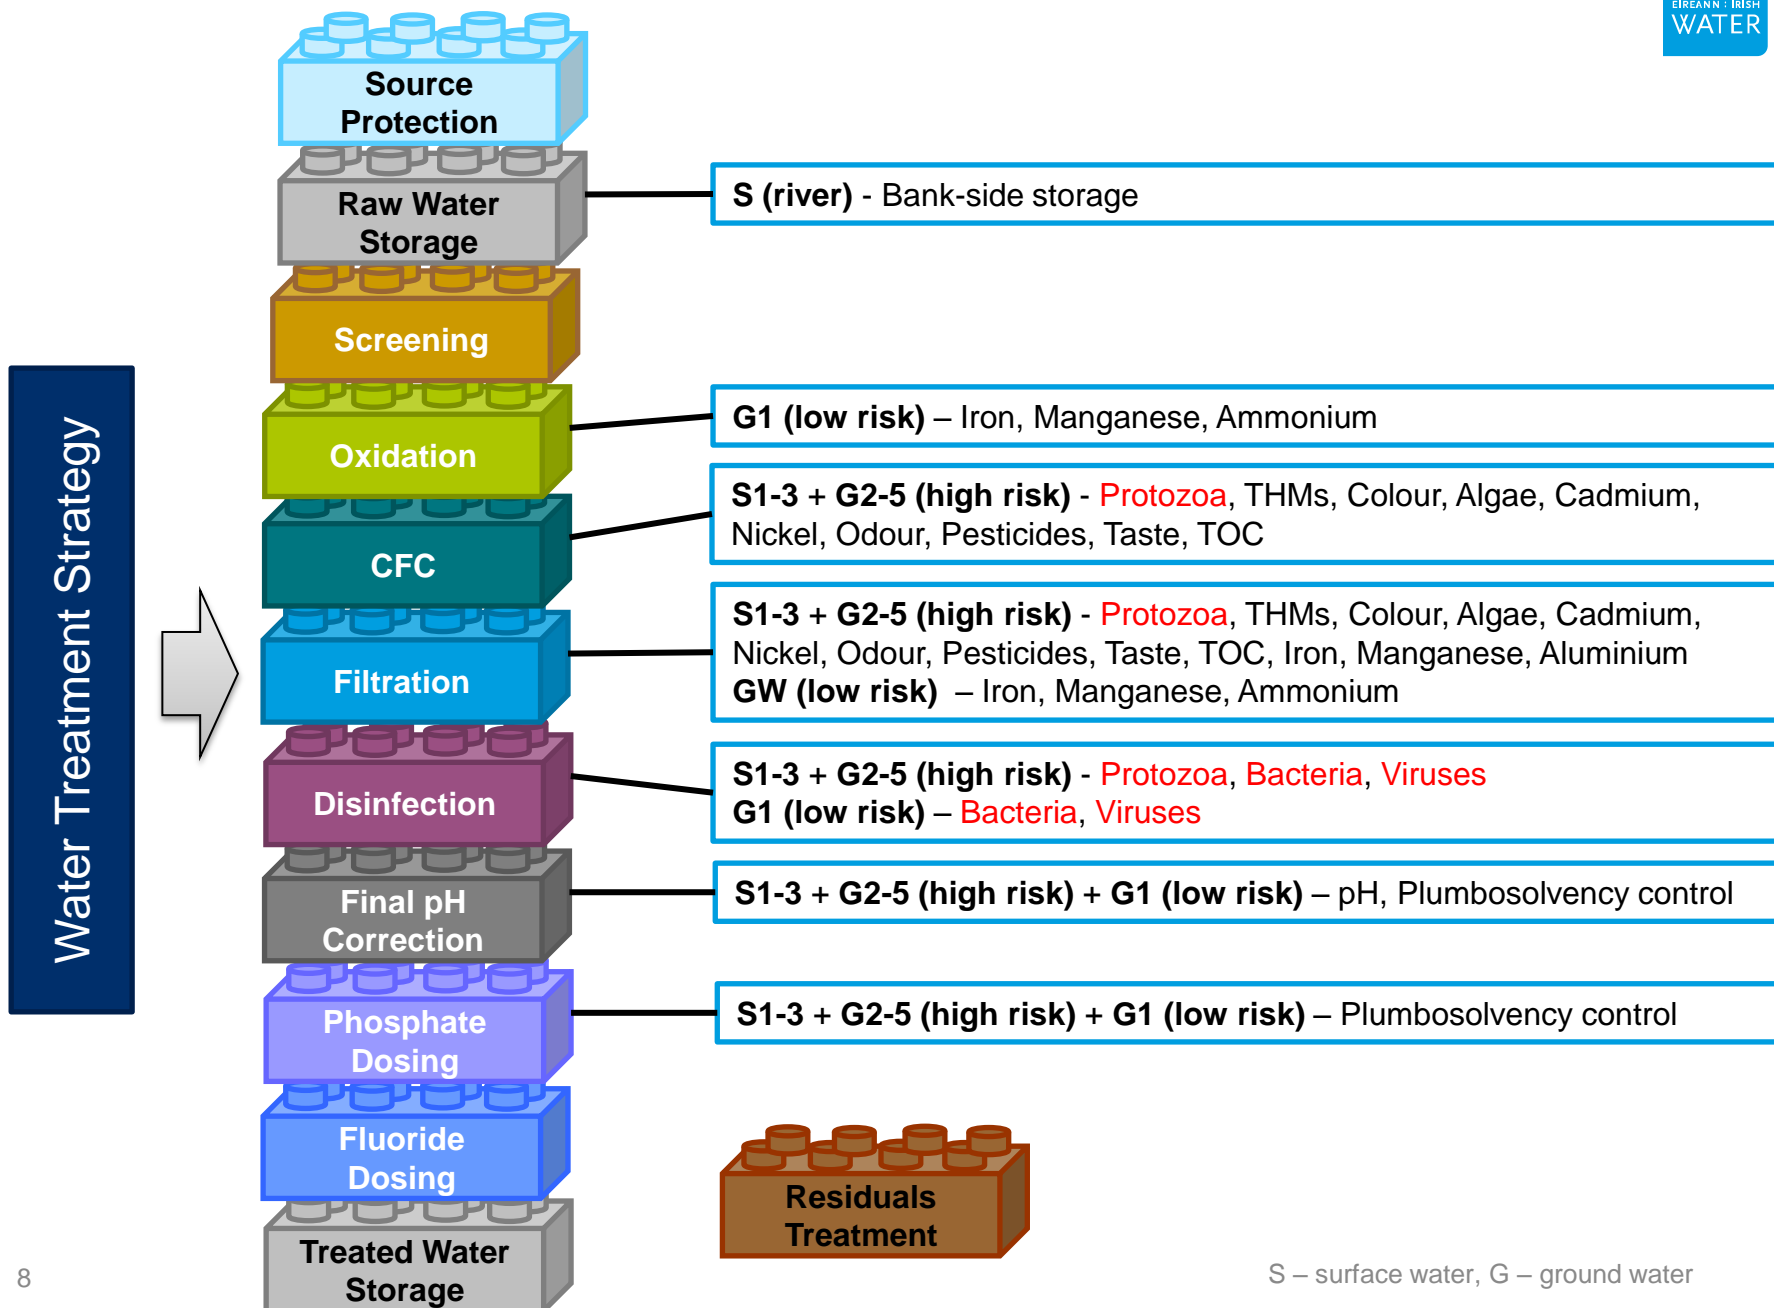 EIREANN : IRISH
WATER
Source
Protection
Raw Water
Storage
S (river) - Bank-side storage
Screening
Water Treatment Strategy
Oxidation
G1 (low risk) – Iron, Manganese, Ammonium
CFC
S1-3 + G2-5 (high risk) - Protozoa, THMs, Colour, Algae, Cadmium,
Nickel, Odour, Pesticides, Taste, TOC
Filtration
S1-3 + G2-5 (high risk) - Protozoa, THMs, Colour, Algae, Cadmium,
Nickel, Odour, Pesticides, Taste, TOC, Iron, Manganese, Aluminium
GW (low risk) – Iron, Manganese, Ammonium
Disinfection
S1-3 + G2-5 (high risk) - Protozoa, Bacteria, Viruses
G1 (low risk) – Bacteria, Viruses
Final pH
Correction
S1-3 + G2-5 (high risk) + G1 (low risk) – pH, Plumbosolvency control
Phosphate
Dosing
S1-3 + G2-5 (high risk) + G1 (low risk) – Plumbosolvency control
Fluoride
Dosing
Residuals
Treatment
Treated Water
Storage
8
S – surface water, G – ground water